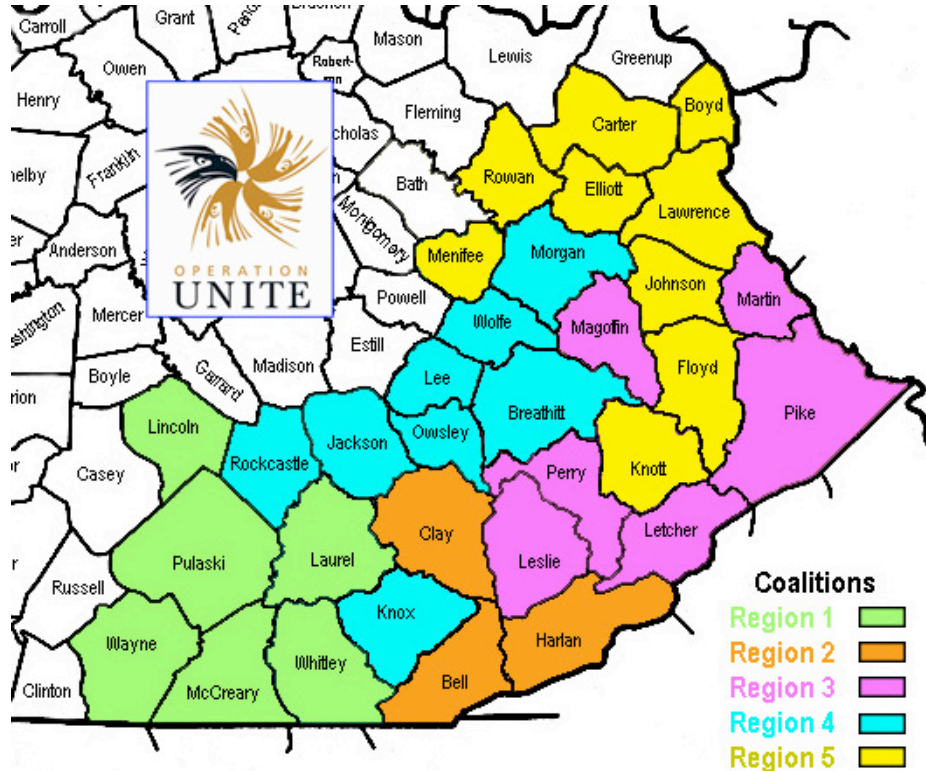 Carroll
Grant
Mason
Lewis
Greenup
Owen
Robert-
son
Henry
Fleming
Boyd
Carter
Franklin
Bath
Rowan
Elliott
Lawrence
Montgomery
Anderson
Menifee
Morgan
OPERATION
UNITE
Johnson
Martin
Powell
Mercer
Wolfe
Magoffin
Estill
Madison
Garrard
Boyle
Lee
Floyd
Lincoln
Breathitt
Pike
Jackson
Owsley
Rockcastle
Casey
Perry
Knott
Clay
Letcher
Pulaski
Laurel
Leslie
Russell
Knox
Harlan
Wayne
Whitley
Bell
Clinton
McCreary
Coalitions
Region 1
Region 2
Region 3
Region 4
Region 5